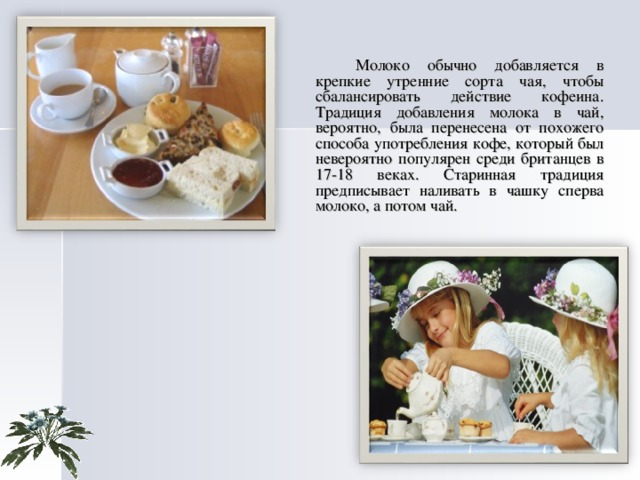 Молоко обычно добавляется в
крепкие утренние сорта чая, чтобы
сбалансировать действие кофеина.
Традиция добавления молока в чай,
вероятно, была перенесена от похожего
способа употребления кофе, который был
невероятно популярен среди британцев в
17-18 веках. Старинная традиция
предписывает наливать в чашку сперва
молоко, а потом чай.